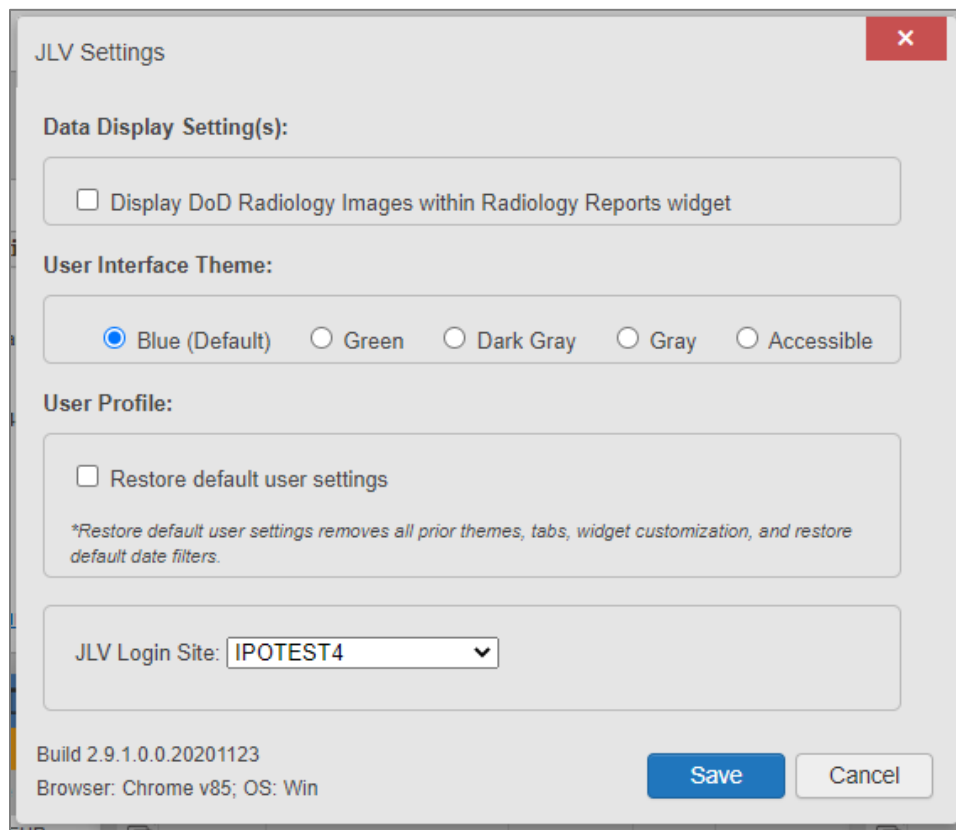 JLV Settings
Data Display Setting(s):
Display DoD Radiology Images within Radiology Reports widget
User Interface Theme:
Blue (Default) Green Dark Gray Gray Accessible
User Profile:
Restore default user settings
*Restore default user settings removes all prior themes, tabs, widget customization, and restore
default date filters.
JLV Login Site: IPOTEST4
Build 2.9.1.0.0.20201123
Browser: Chrome v85; OS: Win
Save Cancel